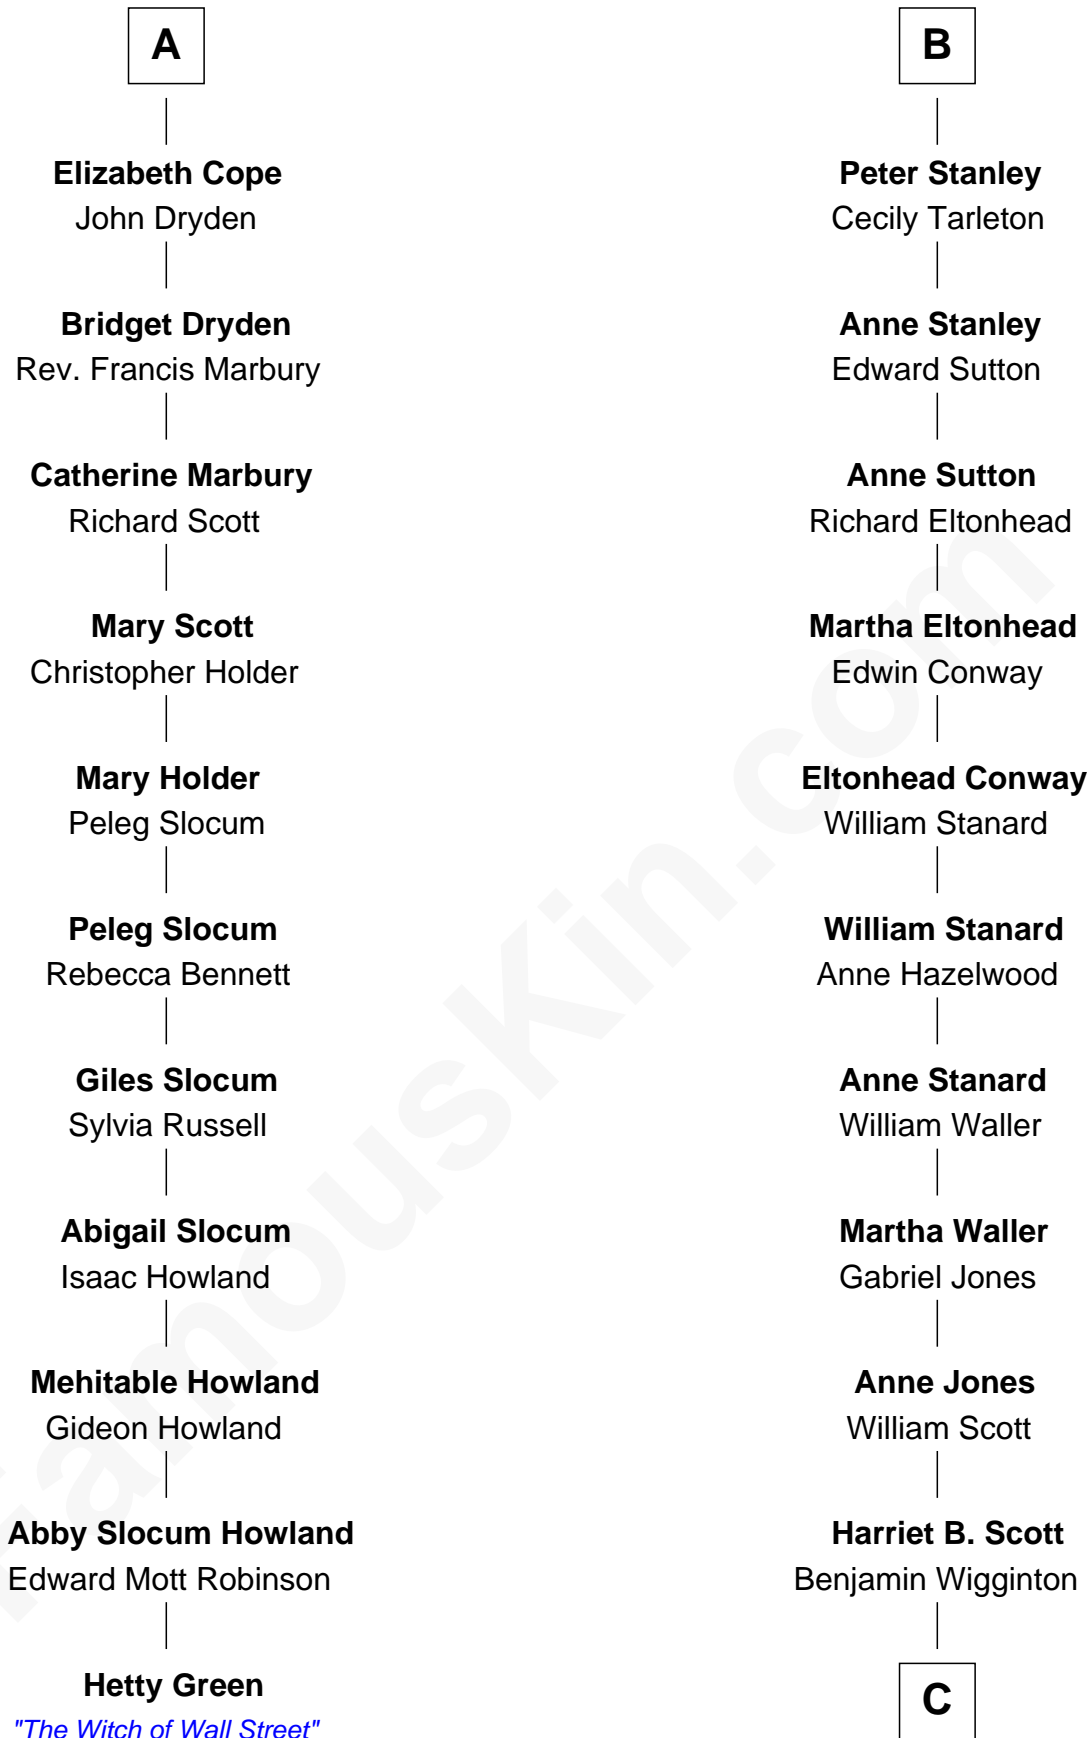 A
Elizabeth Cope
John Dryden
Bridget Dryden
Rev. Francis Marbury
Catherine Marbury
Richard Scott
Mary Scott
Christopher Holder
Mary Holder
Peleg Slocum
Peleg Slocum
Rebecca Bennett
Giles Slocum
Sylvia Russell
Abigail Slocum
Isaac Howland
Mehitable Howland
Gideon Howland
Abby Slocum Howland
Edward Mott Robinson
Hetty Green
"The Witch of Wall Street"
B
Peter Stanley
Cecily Tarleton
Anne Stanley
Edward Sutton
Anne Sutton
Richard Eltonhead
Martha Eltonhead
Edwin Conway
Eltonhead Conway
William Stanard
William Stanard
Anne Hazelwood
Anne Stanard
William Waller
Martha Waller
Gabriel Jones
Anne Jones
William Scott
Harriet B. Scott
Benjamin Wigginton
C
FamousKin.com